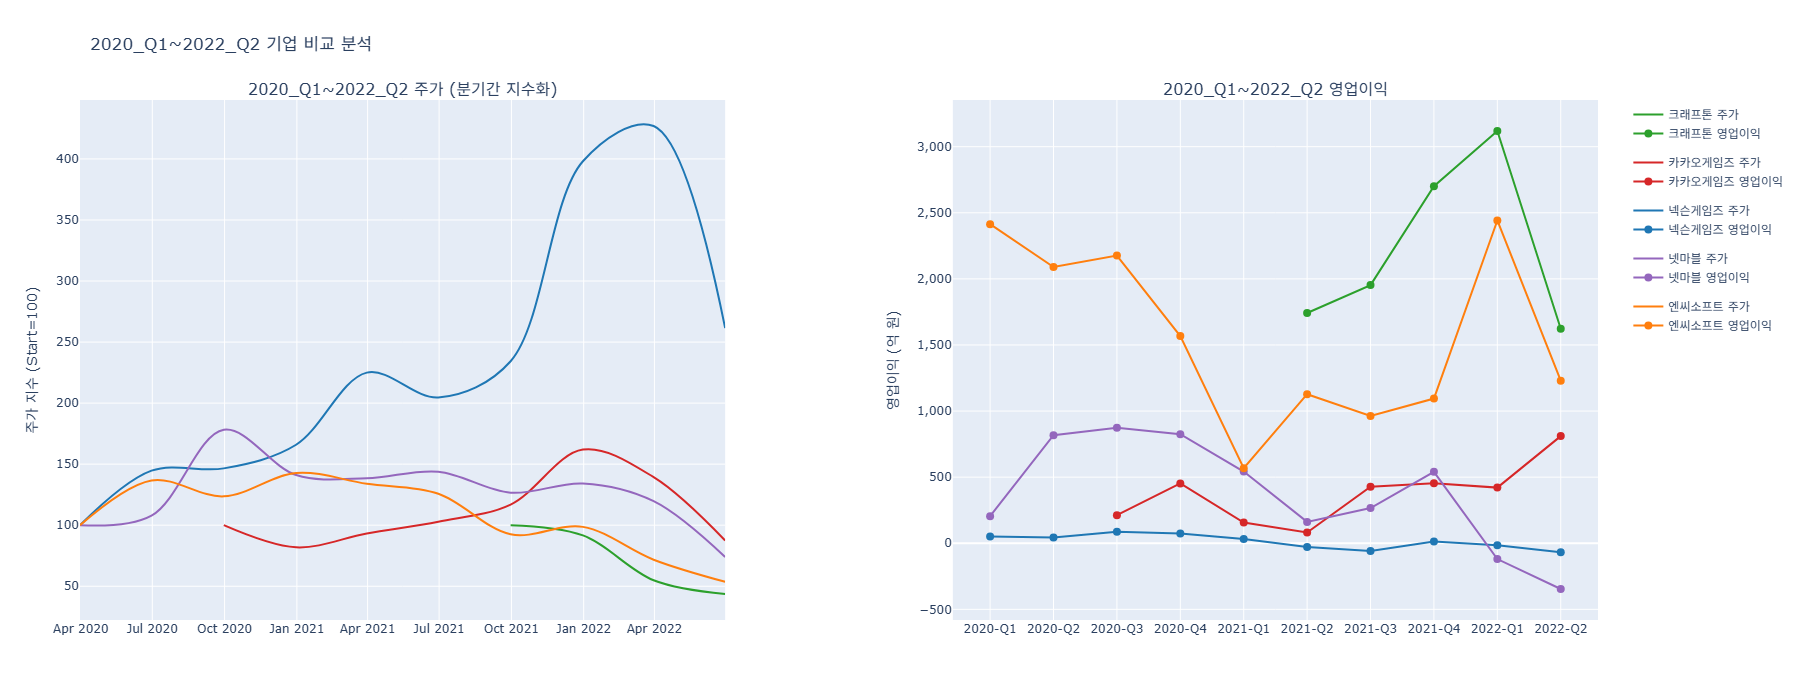 2020_Q1~2022_Q2 기업 비교 분석
2020_Q1~2022_Q2 주가 (분기간 지수화)
주가 지수 (Start=100)
400
350
300
250
200
150
100
50
Apr 2020
Jul 2020
Oct 2020
Jan 2021
Apr 2021
Jul 2021
Oct 2021
Jan 2022
Apr 2022
2020_Q1~2022_Q2 영업이익
영업이익 (억 원)
3,000
2,500
2,000
1,500
1,000
500
0
−500
2020-Q1
2020-Q2
2020-Q3
2020-Q4
2021-Q1
2021-Q2
2021-Q3
2021-Q4
2022-Q1
2022-Q2
크래프톤 주가
크래프톤 영업이익
카카오게임즈 주가
카카오게임즈 영업이익
넥슨게임즈 주가
넥슨게임즈 영업이익
넷마블 주가
넷마블 영업이익
엔씨소프트 주가
엔씨소프트 영업이익